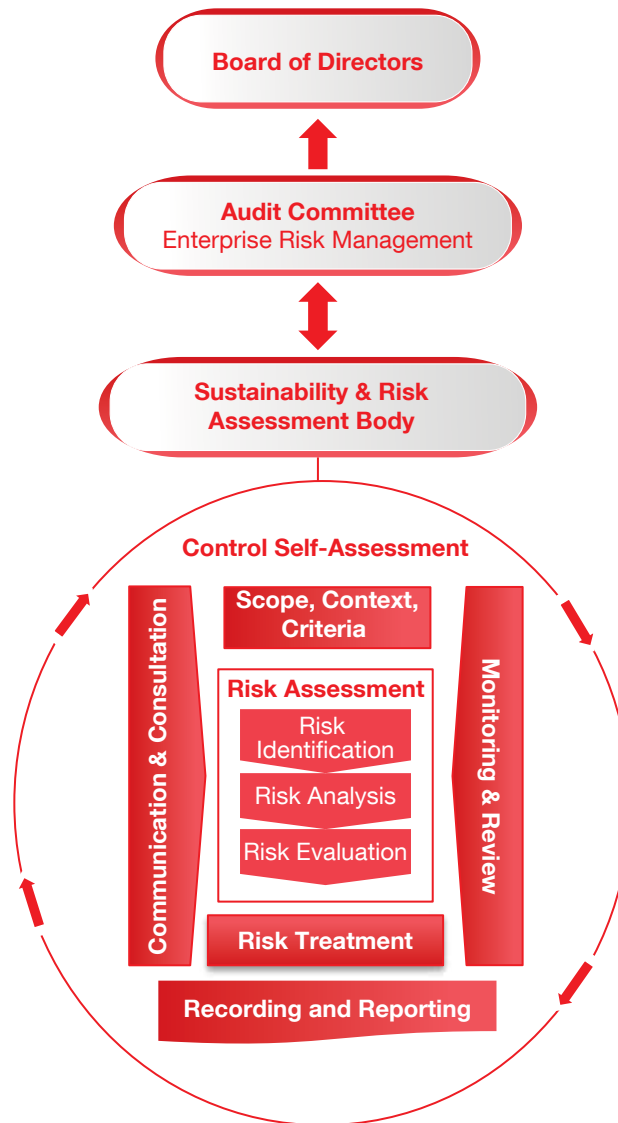 Board of Directors
Audit Committee
Enterprise Risk Management
Sustainability & Risk
Assessment Body
Control Self-Assessment
Communication & Consultation
Scope, Context,
Criteria
Risk Assessment
Risk
Identification
Risk Analysis
Risk Evaluation
Risk Treatment
Monitoring & Review
Recording and Reporting